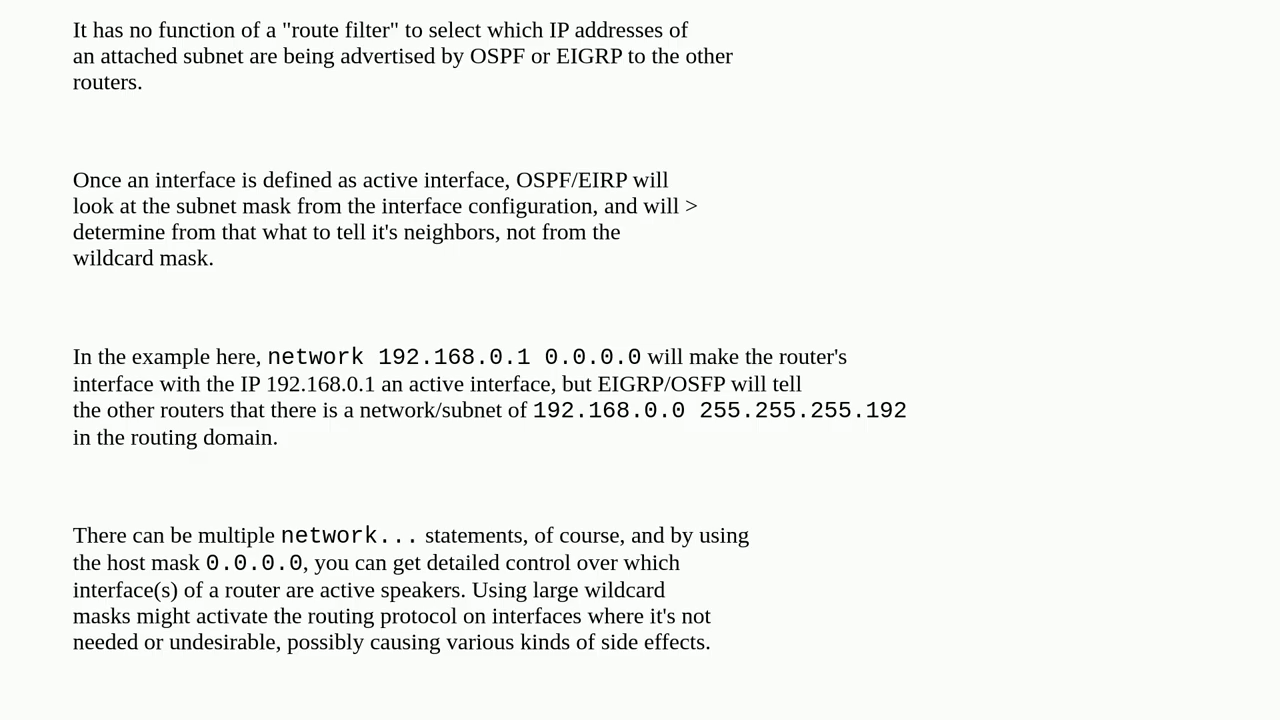 It has no function of a "route filter" to select which IP addresses of
an attached subnet are being advertised by OSPF or EIGRP to the other
routers.
Once an interface is defined as active interface, OSPF/EIRP will
look at the subnet mask from the interface configuration, and will >
determine from that what to tell it's neighbors, not from the
wildcard mask.
In the example here, network 192.168.0.1 0.0.0.0 will make the router's
interface with the IP 192.168.0.1 an active interface, but EIGRP/OSFP will tell
the other routers that there is a network/subnet of 192.168.0.0 255.255.255.192
in the routing domain.
There can be multiple network... statements, of course, and by using
the host mask 0.0.0.0, you can get detailed control over which
interface(s) of a router are active speakers. Using large wildcard
masks might activate the routing protocol on interfaces where it's not
needed or undesirable, possibly causing various kinds of side effects.